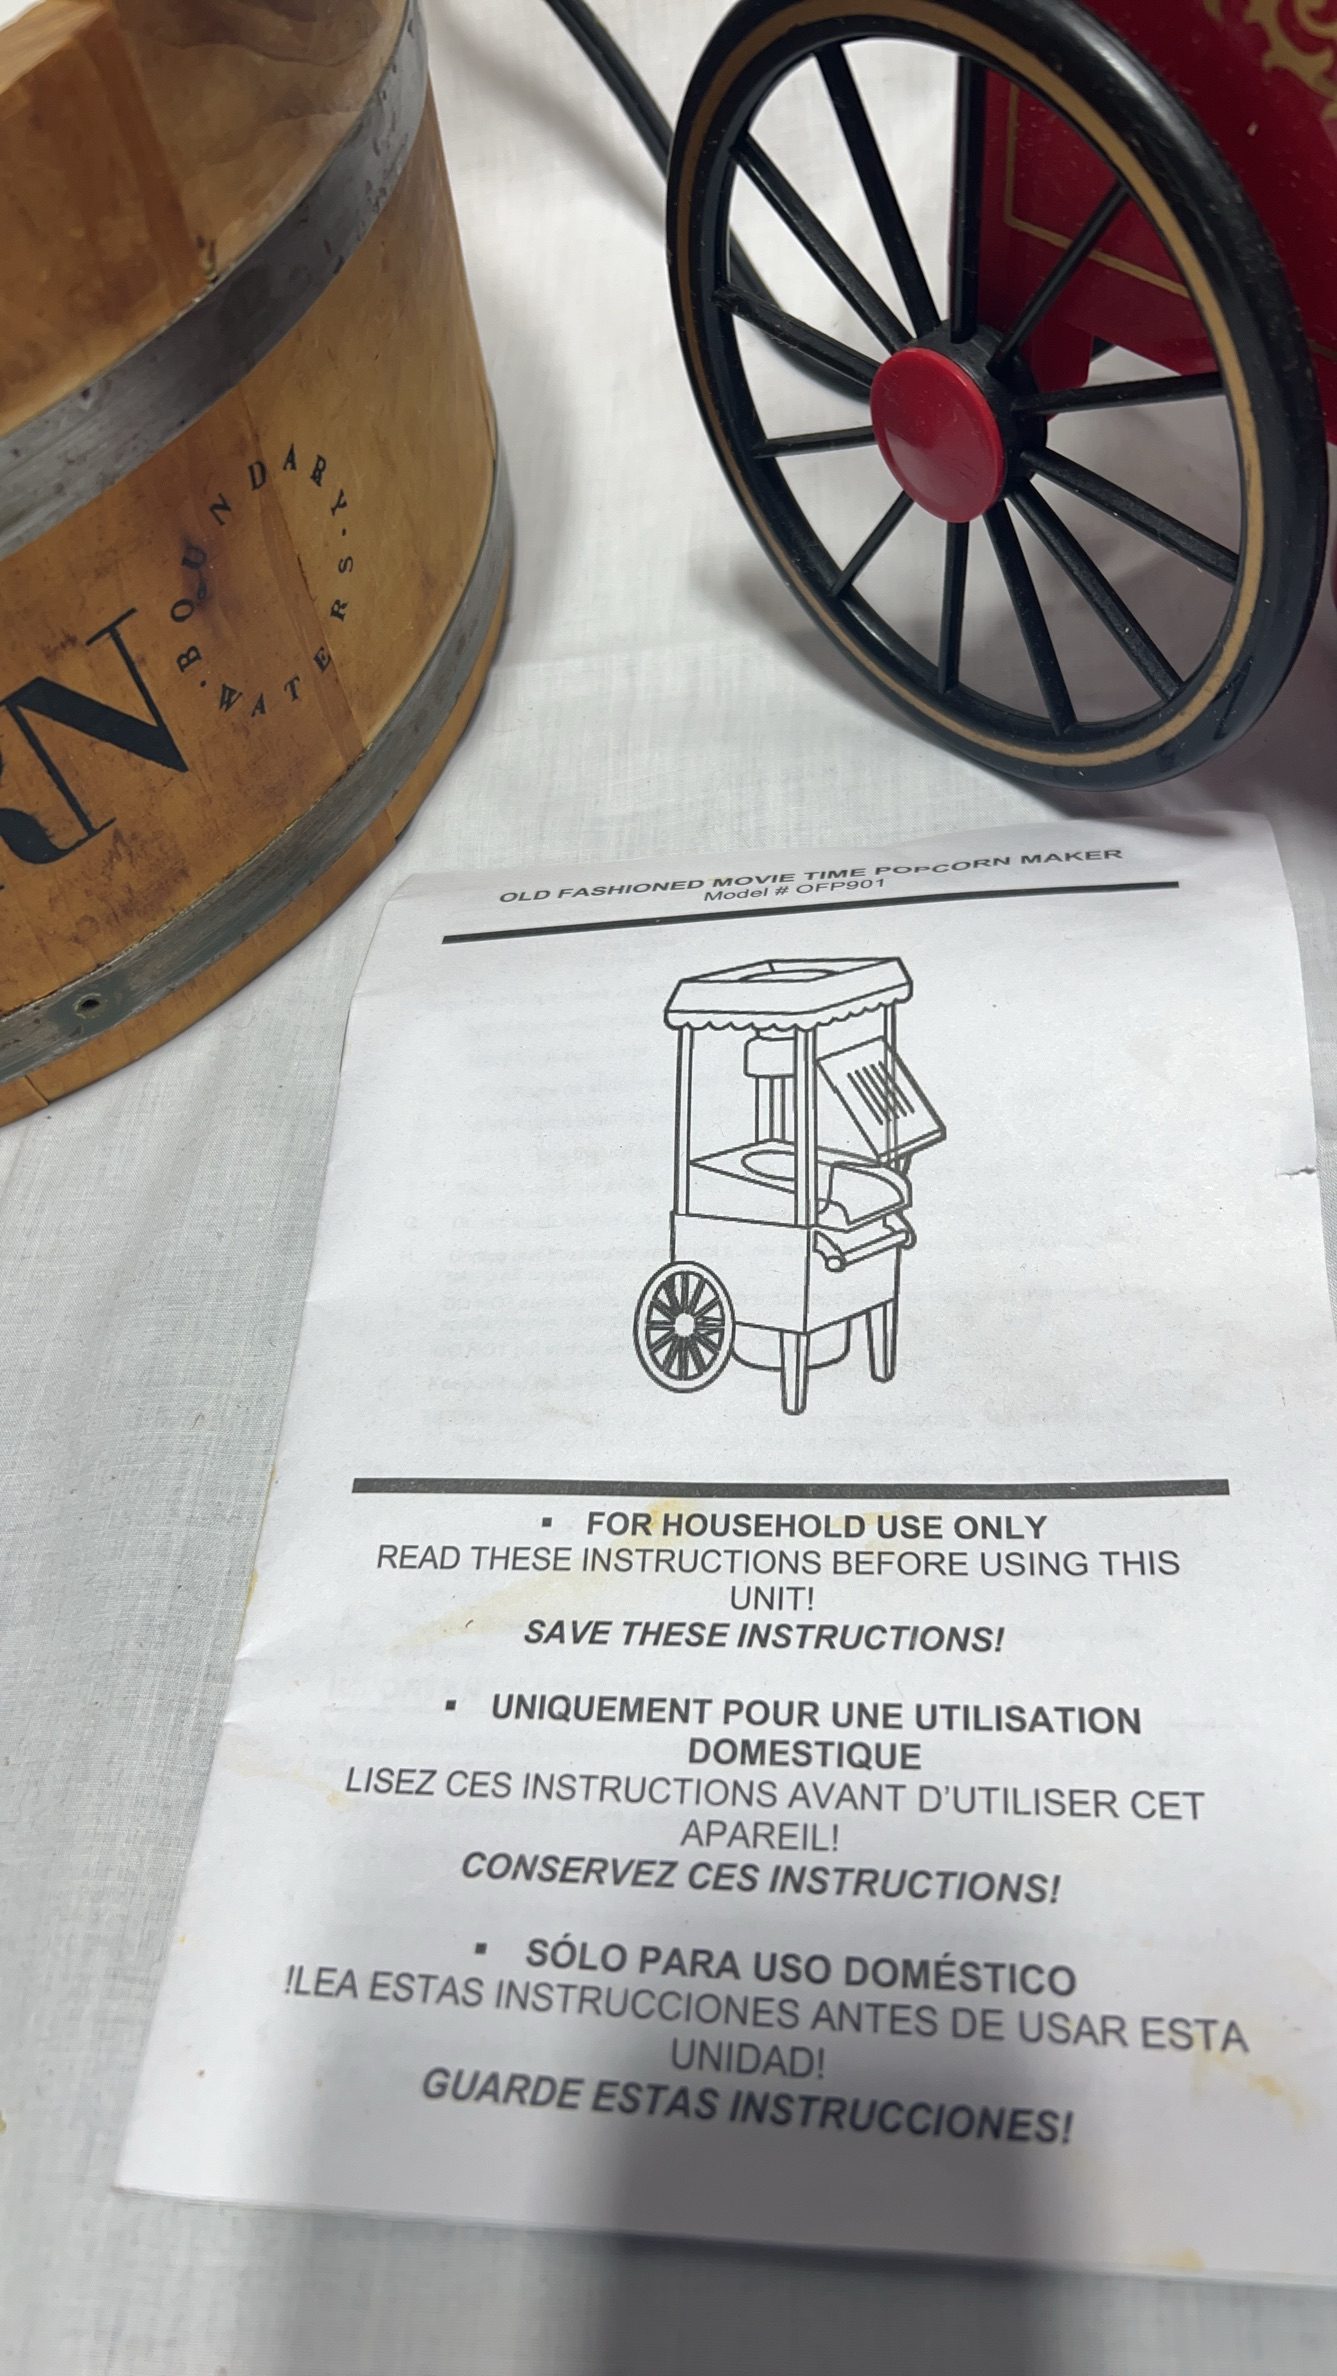 BOUNDARY · WATERS ·
RN
OLD FASHIONED MOVIE TIME POPCORN MAKER
Model # OFP901
▪ FOR HOUSEHOLD USE ONLY
READ THESE INSTRUCTIONS BEFORE USING THIS
UNIT!
SAVE THESE INSTRUCTIONS!
▪ UNIQUEMENT POUR UNE UTILISATION
DOMESTIQUE
LISEZ CES INSTRUCTIONS AVANT D'UTILISER CET
APAREIL!
CONSERVEZ CES INSTRUCTIONS!
▪ SÓLO PARA USO DOMÉSTICO
!LEA ESTAS INSTRUCCIONES ANTES DE USAR ESTA
UNIDAD!
GUARDE ESTAS INSTRUCCIONES!